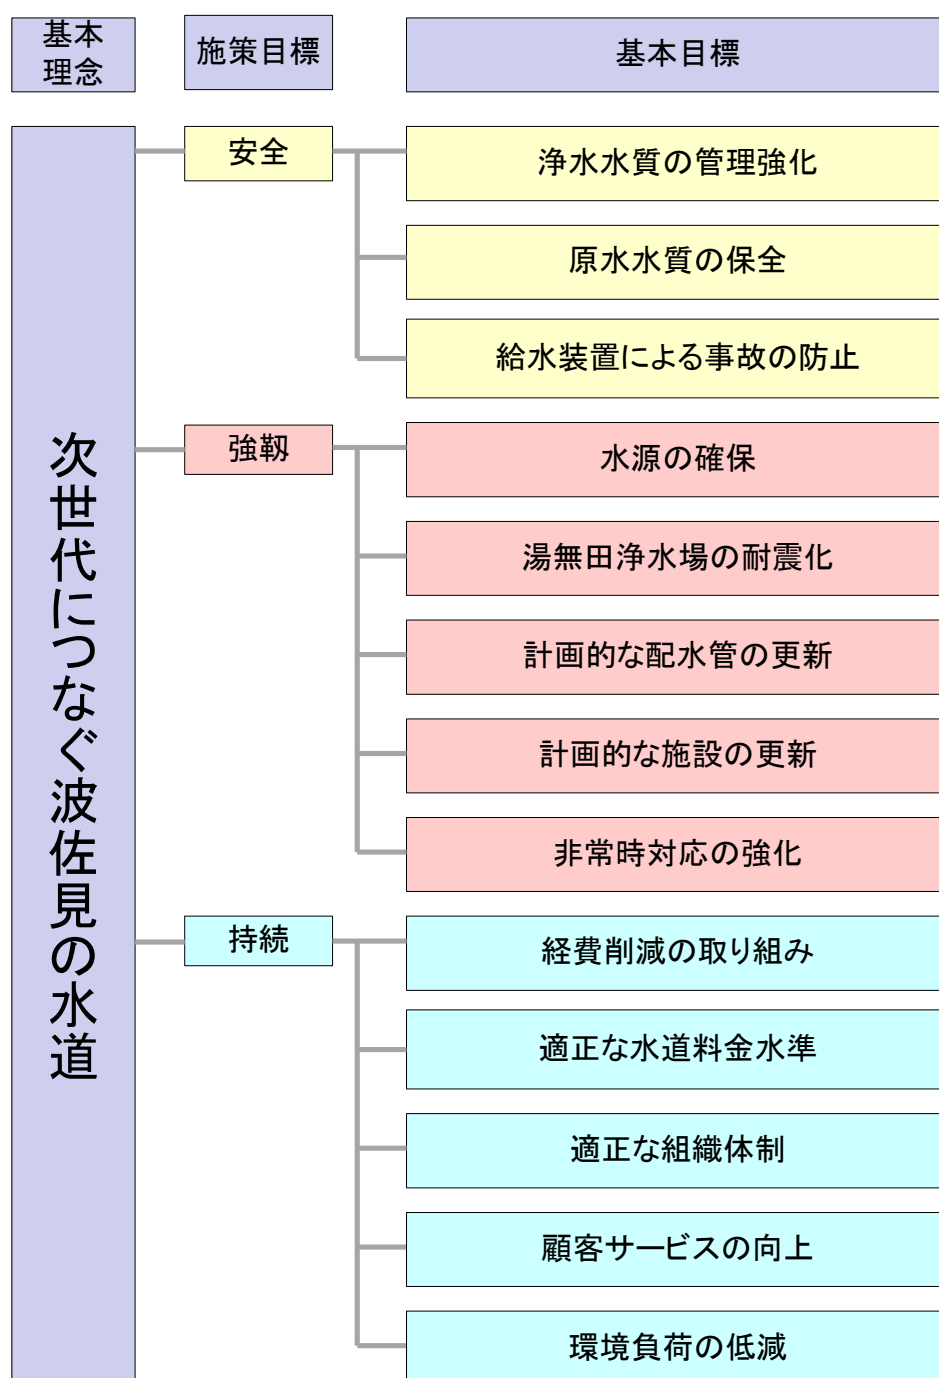 基本
理念
施策目標
基本目標
次世代につなぐ波佐見の水道
安全
浄水水質の管理強化
原水水質の保全
給水装置による事故の防止
強靱
水源の確保
湯無田浄水場の耐震化
計画的な配水管の更新
計画的な施設の更新
非常時対応の強化
持続
経費削減の取り組み
適正な水道料金水準
適正な組織体制
顧客サービスの向上
環境負荷の低減